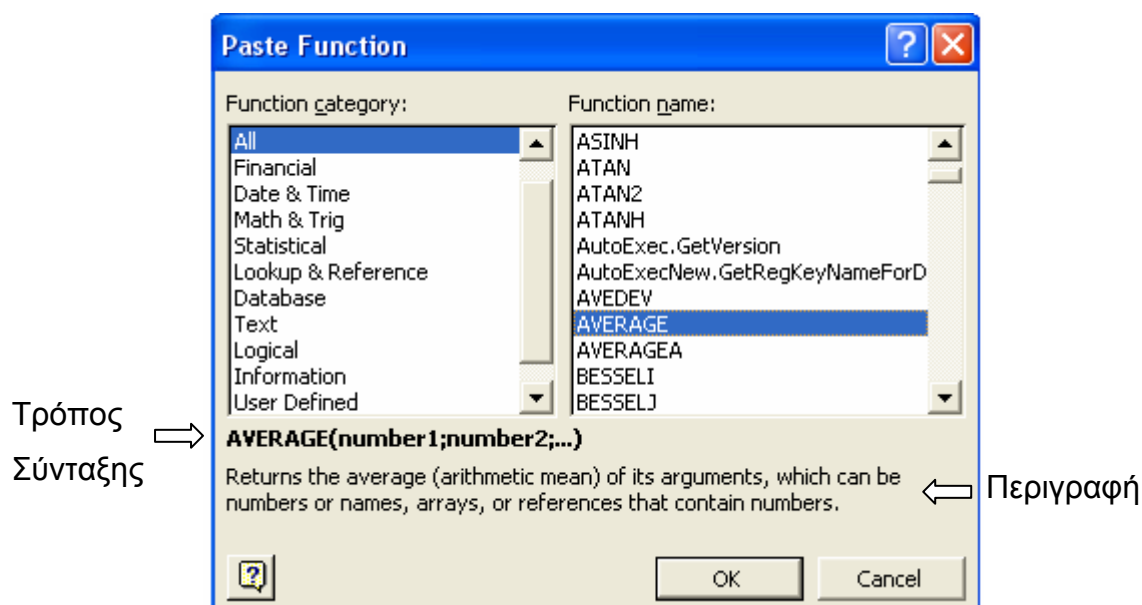 Paste Function
Function category:
Function name:
All
Financial
Date & Time
Math & Trig
Statistical
Lookup & Reference
Database
Text
Logical
Information
User Defined
ASINH
ATAN
ATAN2
ATANH
AutoExec.GetVersion
AutoExecNew.GetRegKeyNameForD
AVEDEV
AVERAGE
AVERAGEA
BESSELI
BESSELJ
Τρόπος
Σύνταξης
AVERAGE(number1;number2;...)
Returns the average (arithmetic mean) of its arguments, which can be
numbers or names, arrays, or references that contain numbers.
Περιγραφή
OK
Cancel